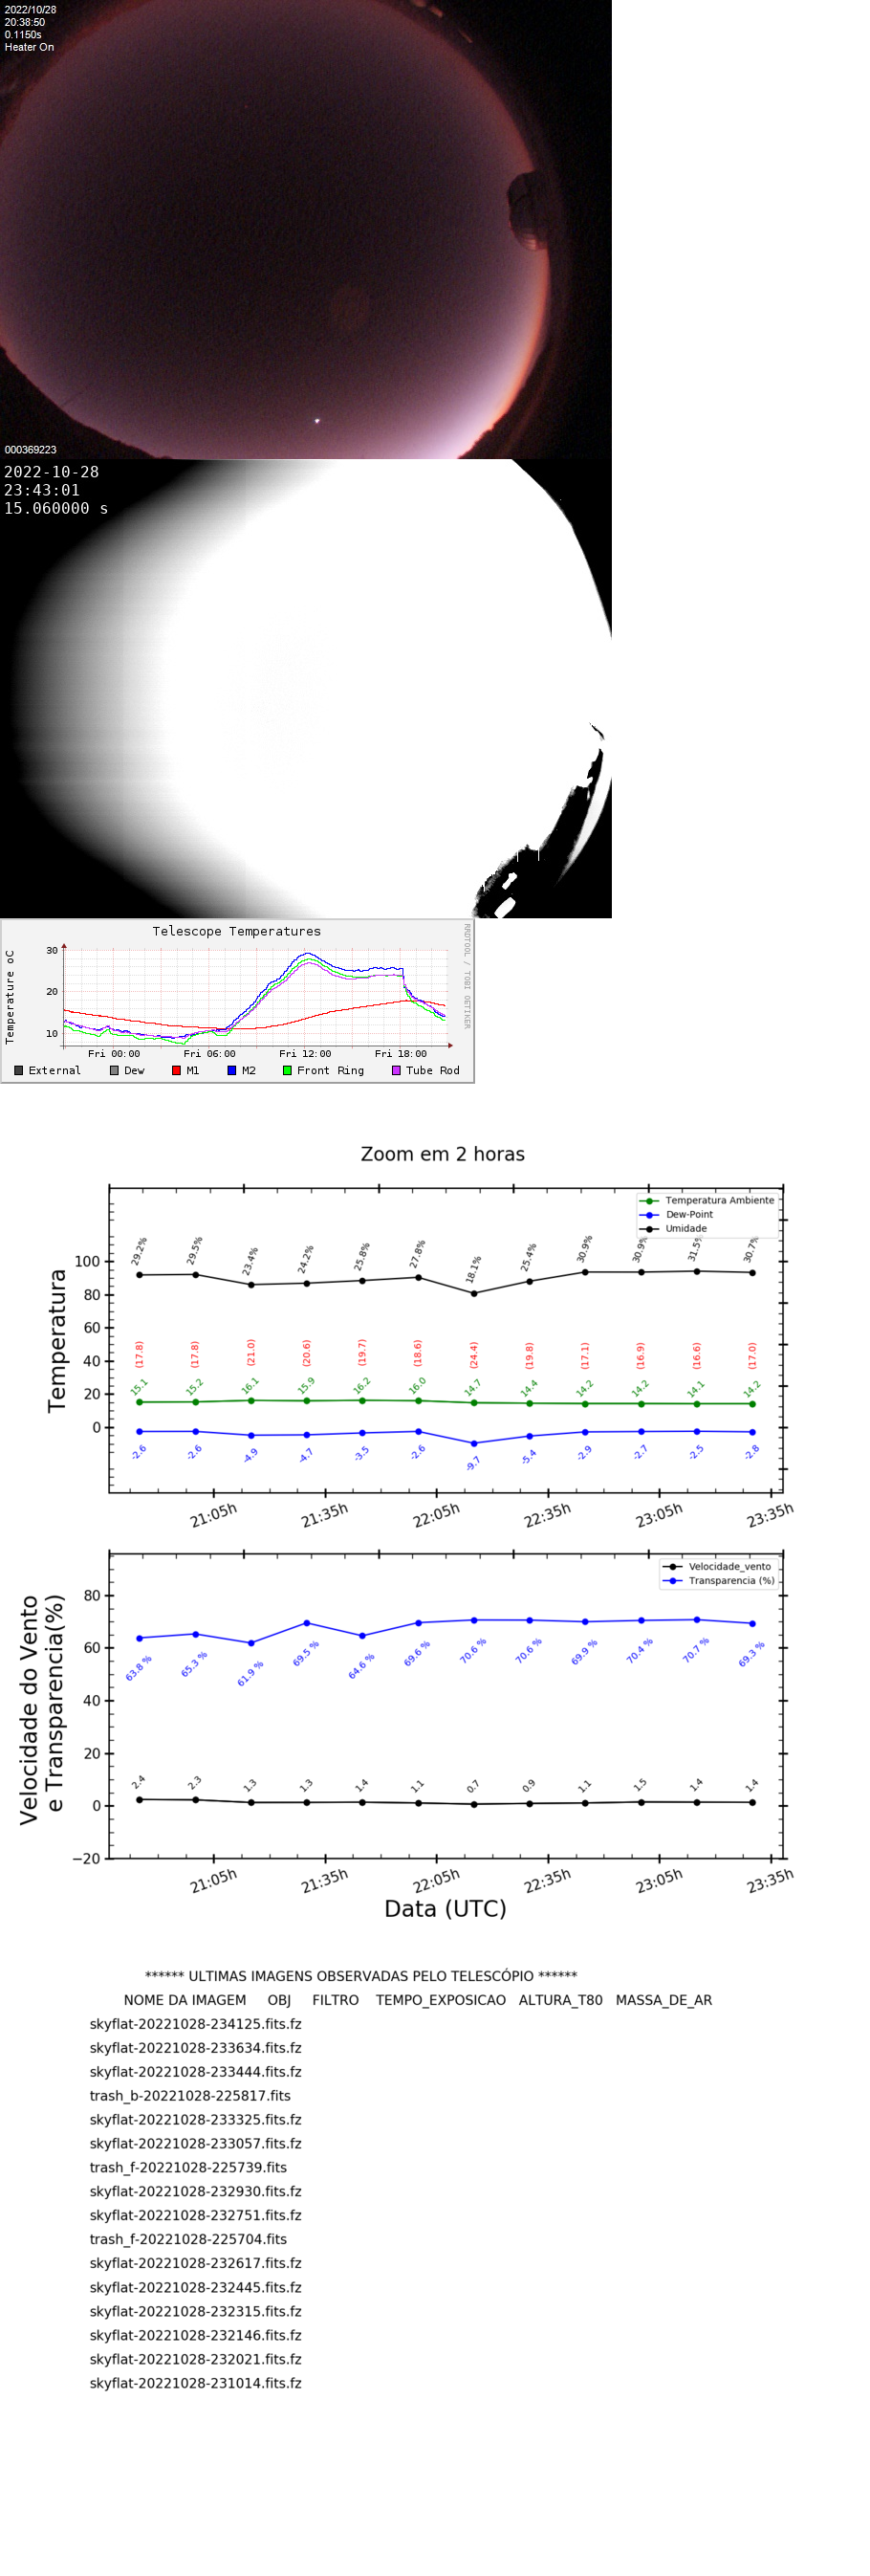 2022/10/28
20:38:50
0.1150s
Heater On
000369223
2022-10-28
23:43:01
15.060000 s
Telescope Temperatures
RRDTOOL / TOBI OETIKER
Temperature oC
30
20
10
Fri 00:00 Fri 06:00 Fri 12:00 Fri 18:00
External Dew M1 M2 Front Ring Tube Rod
Zoom em 2 horas
Temperatura Ambiente
Dew-Point
Umidade
Temperatura
100
80
60
40
20
0
29.2% 29.5% 23.4% 24.2% 25.8% 27.8% 18.1% 25.4% 30.9% 30.9% 31.5% 30.7%
(17.8) (17.8) (21.0) (20.6) (19.7) (18.6) (24.4) (19.8) (17.1) (16.9) (16.6) (17.0)
15.1 15.2 16.1 15.9 16.2 16.0 14.7 14.4 14.2 14.2 14.1 14.2
-2.6 -2.6 -4.9 -4.7 -3.5 -2.6 -9.7 -5.4 -2.9 -2.7 -2.5 -2.8
21:05h 21:35h 22:05h 22:35h 23:05h 23:35h
Velocidade_vento
Transparencia (%)
Velocidade do Vento
e Transparencia(%)
80
60
40
20
0
−20
63.8 % 65.3 % 61.9 % 69.5 % 64.6 % 69.6 % 70.6 % 70.6 % 69.9 % 70.4 % 70.7 % 69.3 %
2.4 2.3 1.3 1.3 1.4 1.1 0.7 0.9 1.1 1.5 1.4 1.4
21:05h 21:35h 22:05h 22:35h 23:05h 23:35h
Data (UTC)
****** ULTIMAS IMAGENS OBSERVADAS PELO TELESCÓPIO ******
NOME DA IMAGEM OBJ FILTRO TEMPO_EXPOSICAO ALTURA_T80 MASSA_DE_AR
skyflat-20221028-234125.fits.fz
skyflat-20221028-233634.fits.fz
skyflat-20221028-233444.fits.fz
trash_b-20221028-225817.fits
skyflat-20221028-233325.fits.fz
skyflat-20221028-233057.fits.fz
trash_f-20221028-225739.fits
skyflat-20221028-232930.fits.fz
skyflat-20221028-232751.fits.fz
trash_f-20221028-225704.fits
skyflat-20221028-232617.fits.fz
skyflat-20221028-232445.fits.fz
skyflat-20221028-232315.fits.fz
skyflat-20221028-232146.fits.fz
skyflat-20221028-232021.fits.fz
skyflat-20221028-231014.fits.fz